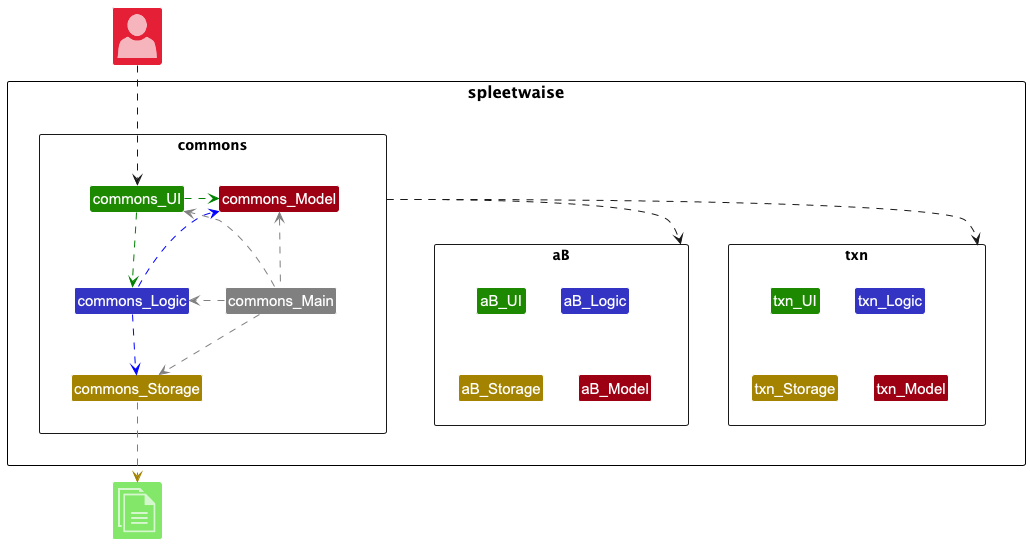 spleetwaise
commons
commons_UI
commons_Model
commons_Logic
commons_Main
commons_Storage
aB
aB_UI
aB_Logic
aB_Storage
aB_Model
txn
txn_UI
txn_Logic
txn_Storage
txn_Model